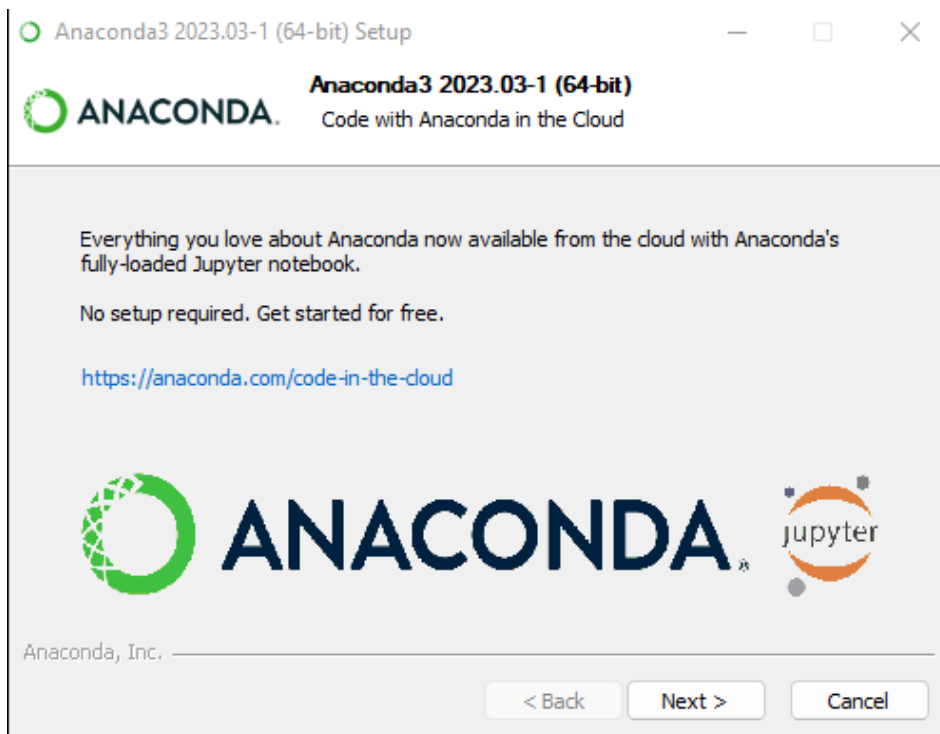 Anaconda3 2023.03-1 (64-bit) Setup
ANACONDA.
Anaconda3 2023.03-1 (64-bit)
Code with Anaconda in the Cloud
Everything you love about Anaconda now available from the cloud with Anaconda's
fully-loaded Jupyter notebook.
No setup required. Get started for free.
https://anaconda.com/code-in-the-cloud
ANACONDA.®
jupyter
Anaconda, Inc.
< Back
Next >
Cancel